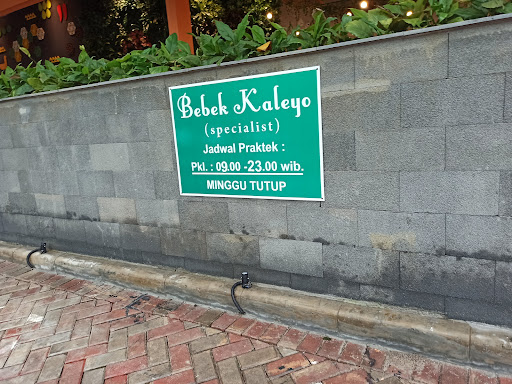 Bebek Kaleyo
(specialist)
Jadwal Praktek :
Pkl. : 09.00 -23.00 wib.
MINGGU TUTUP